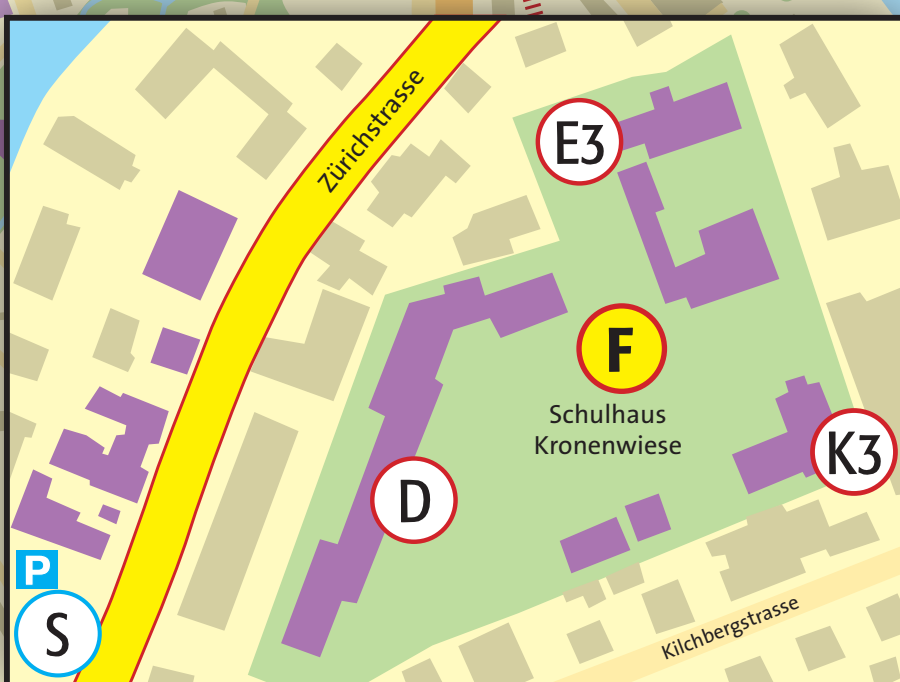 Zürichstrasse
E3
F
Schulhaus
Kronenwiese
K3
D
P
S
Kilchbergstrasse